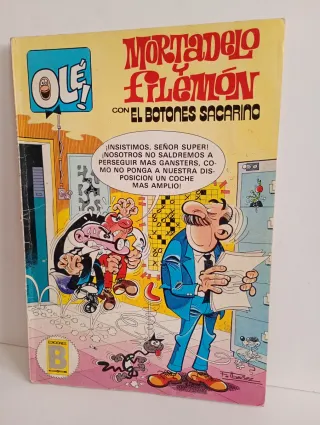 OLÉ!
MORTADELO
Y
FILEMÓN
CON EL BOTONES SACARINO
¡INSISTIMOS, SEÑOR SUPER!
¡NOSOTROS NO SALDREMOS A
PERSEGUIR MAS GANSTERS, CO-
MO NO PONGA A NUESTRA DIS-
POSICION UN COCHE
MAS AMPLIO!
EDICIONES
B